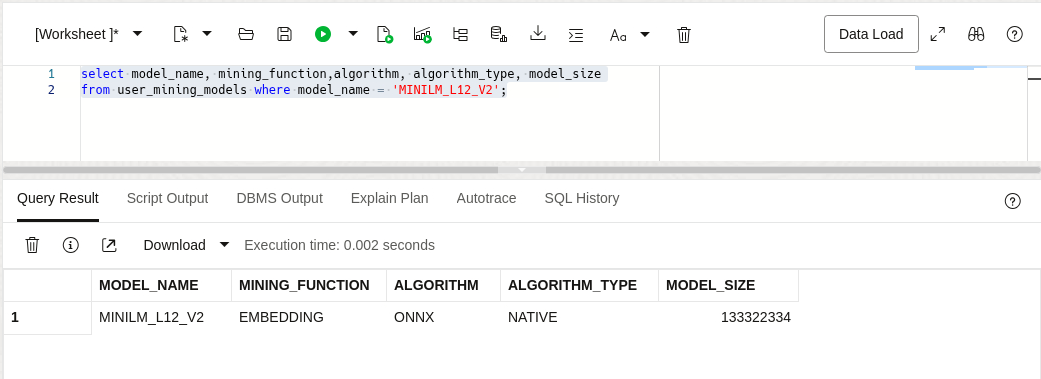 [Worksheet ]* Aa Data Load
1 select model_name, mining_function,algorithm, algorithm_type, model_size
2 from user_mining_models where model_name = 'MINILM_L12_V2';
Query Result Script Output DBMS Output Explain Plan Autotrace SQL History
Download Execution time: 0.002 seconds
MODEL_NAME MINING_FUNCTION ALGORITHM ALGORITHM_TYPE MODEL_SIZE
1 MINILM_L12_V2 EMBEDDING ONNX NATIVE 133322334